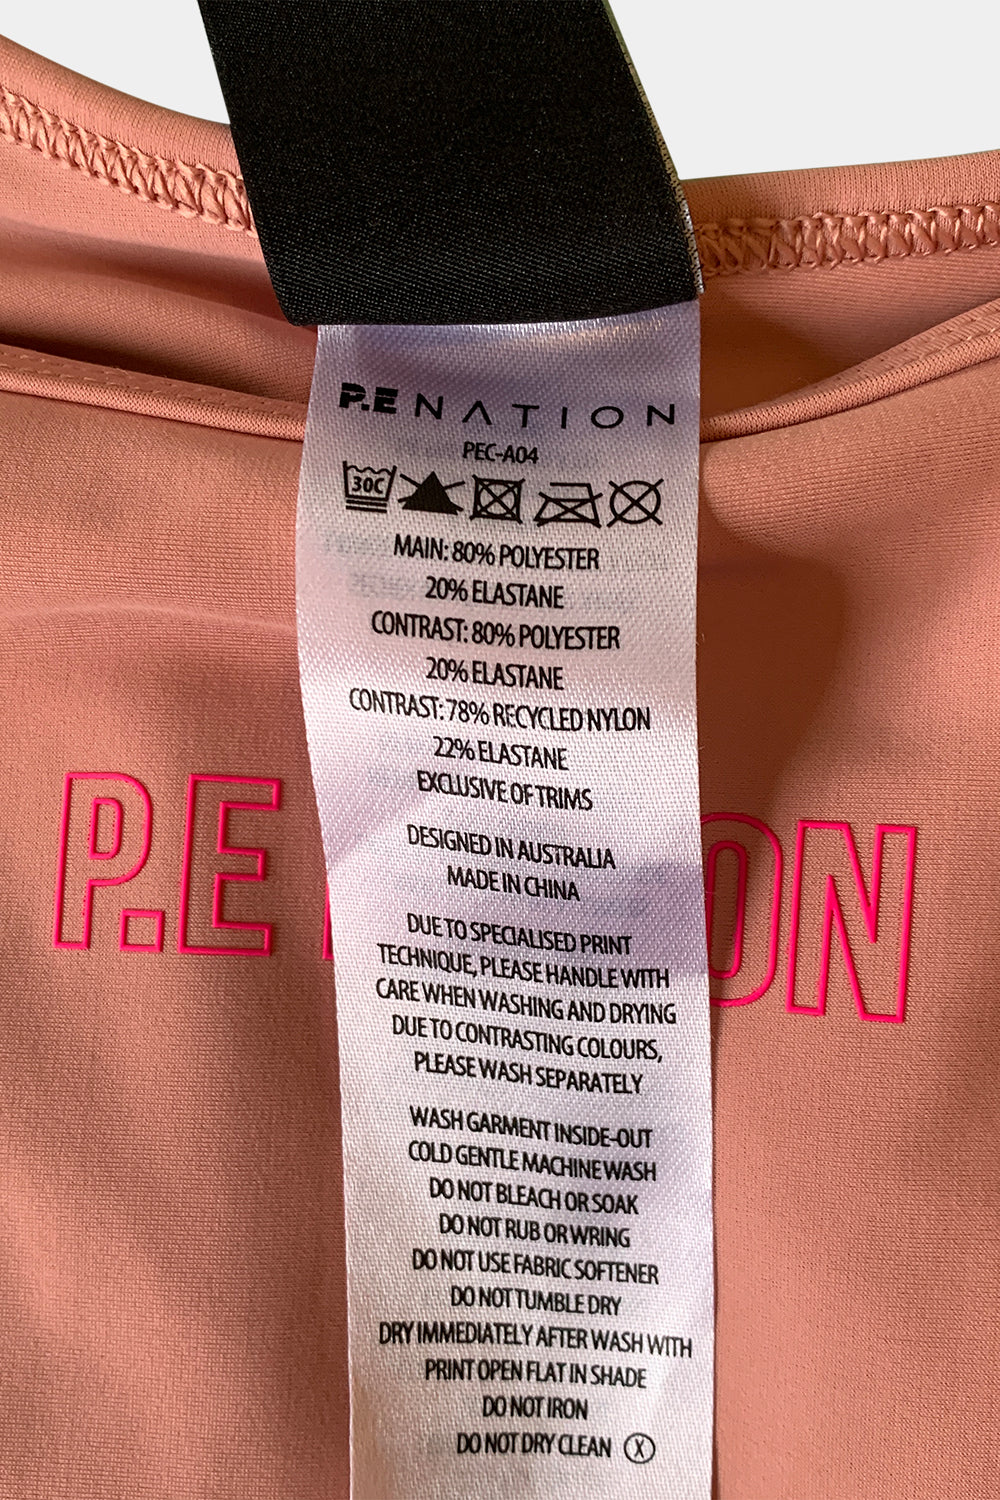 P.E NATION
PEC-A04
30C
MAIN: 80% POLYESTER
20% ELASTANE
CONTRAST: 80% POLYESTER
20% ELASTANE
CONTRAST: 78% RECYCLED NYLON
22% ELASTANE
EXCLUSIVE OF TRIMS
DESIGNED IN AUSTRALIA
MADE IN CHINA
DUE TO SPECIALISED PRINT
TECHNIQUE, PLEASE HANDLE WITH
CARE WHEN WASHING AND DRYING
DUE TO CONTRASTING COLOURS,
PLEASE WASH SEPARATELY
WASH GARMENT INSIDE-OUT
COLD GENTLE MACHINE WASH
DO NOT BLEACH OR SOAK
DO NOT RUB OR WRING
DO NOT USE FABRIC SOFTENER
DO NOT TUMBLE DRY
DRY IMMEDIATELY AFTER WASH WITH
PRINT OPEN FLAT IN SHADE
DO NOT IRON
DO NOT DRY CLEAN X
P.E ON